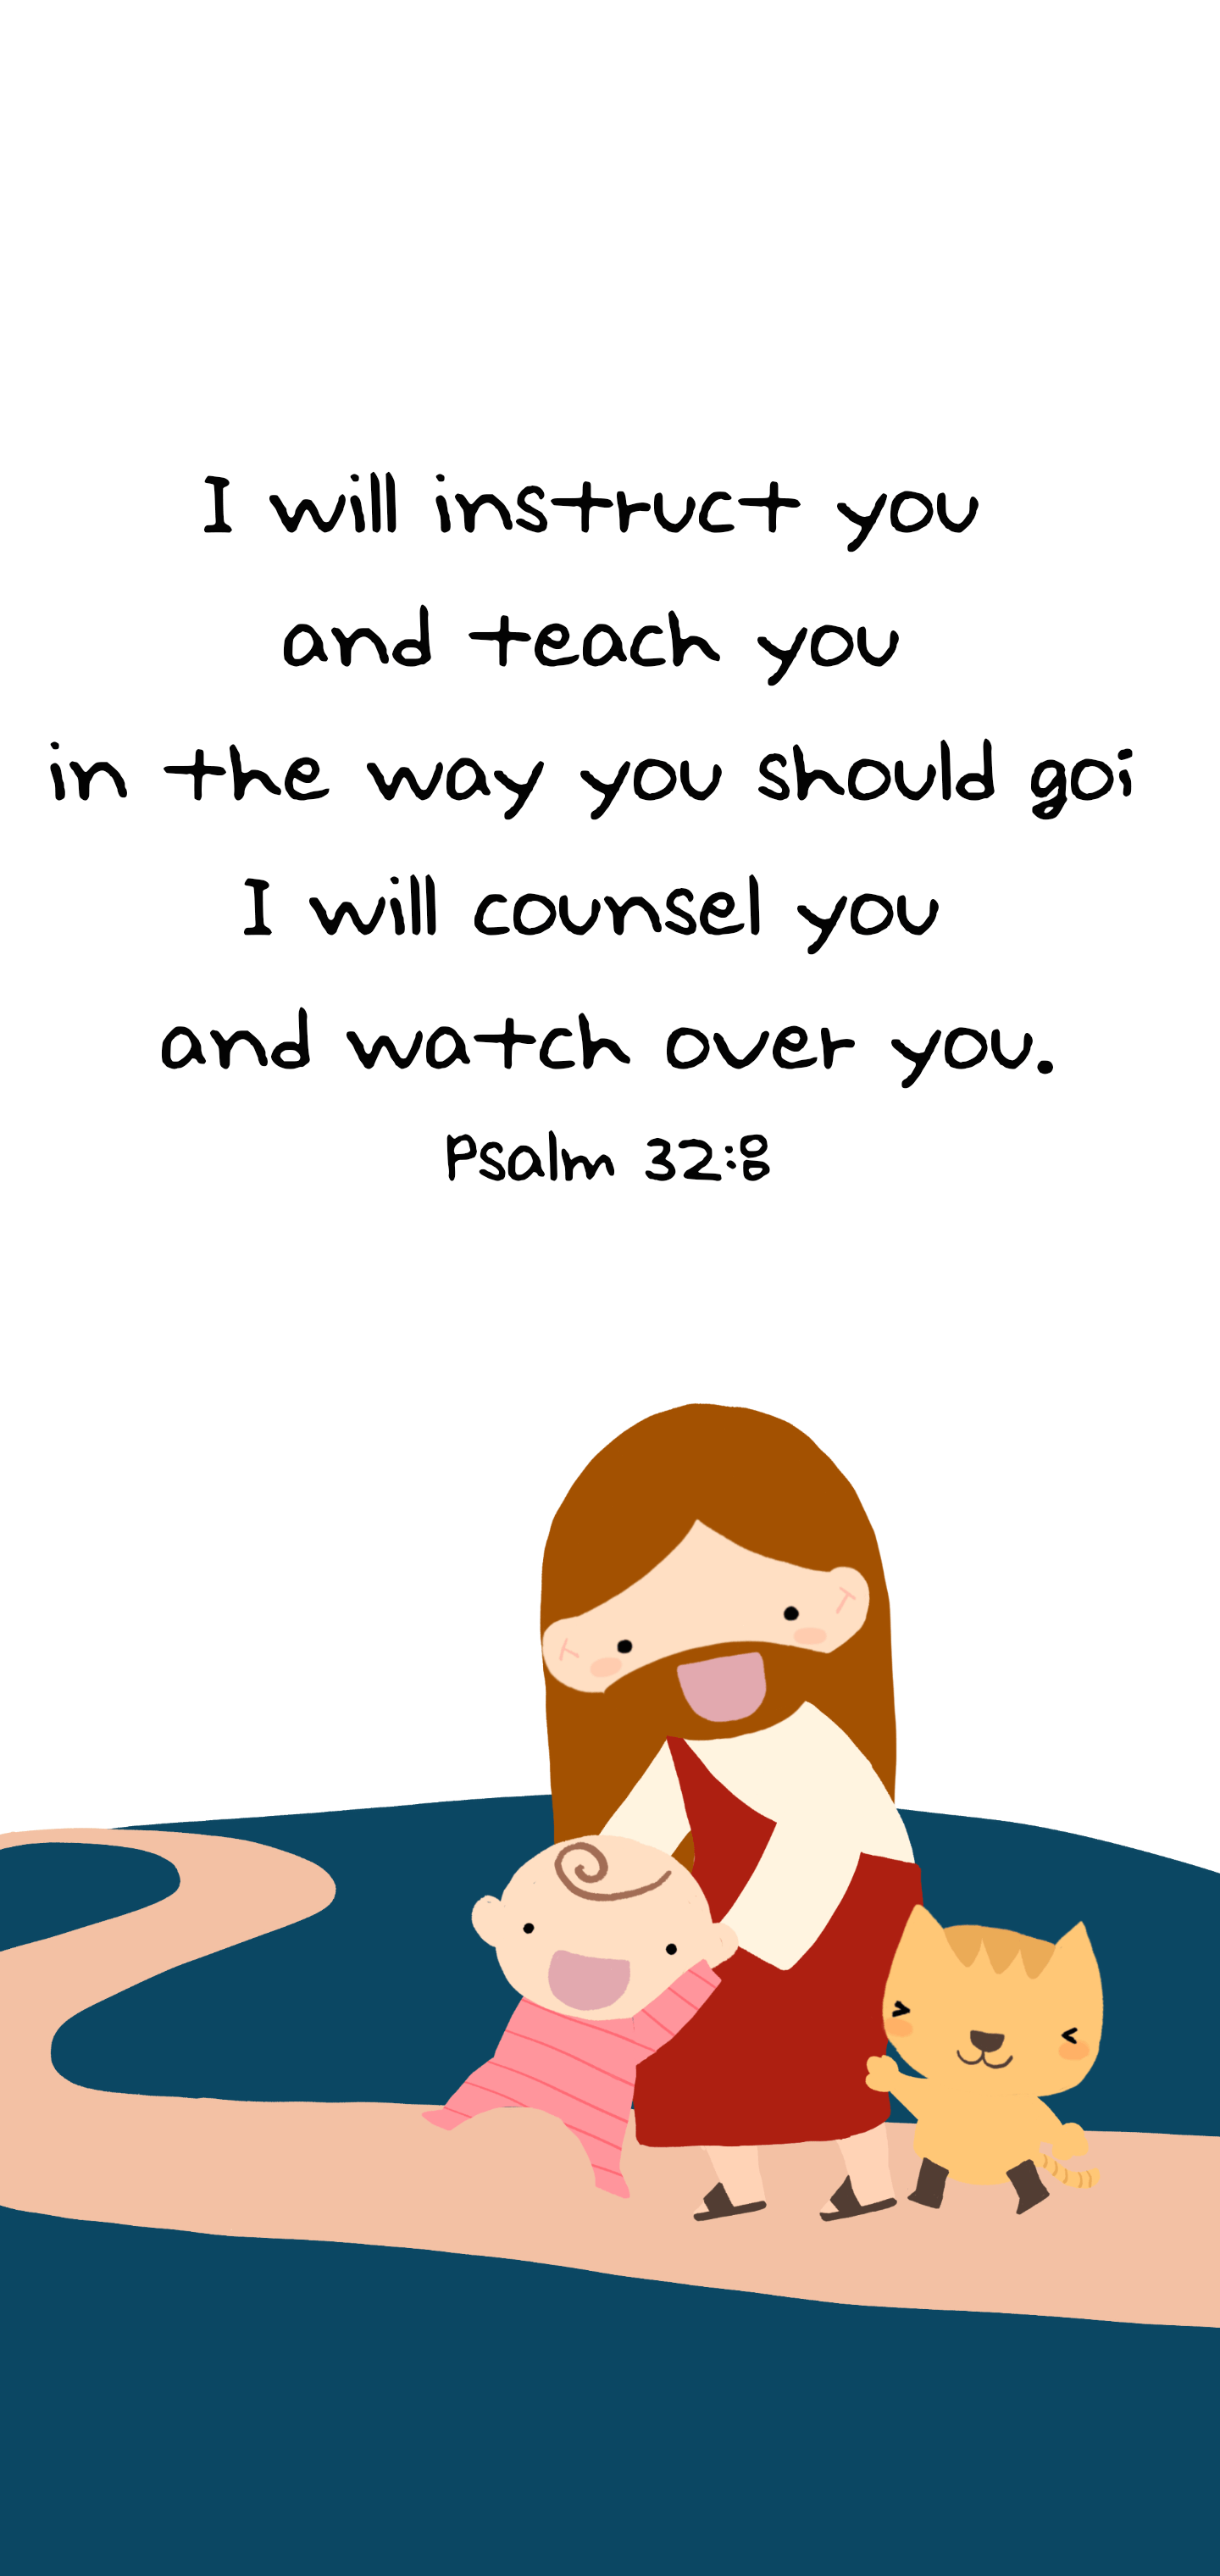 I will instruct you
and teach you
in the way you should goi
I will counsel you
and watch over you.
Psalm 32:8